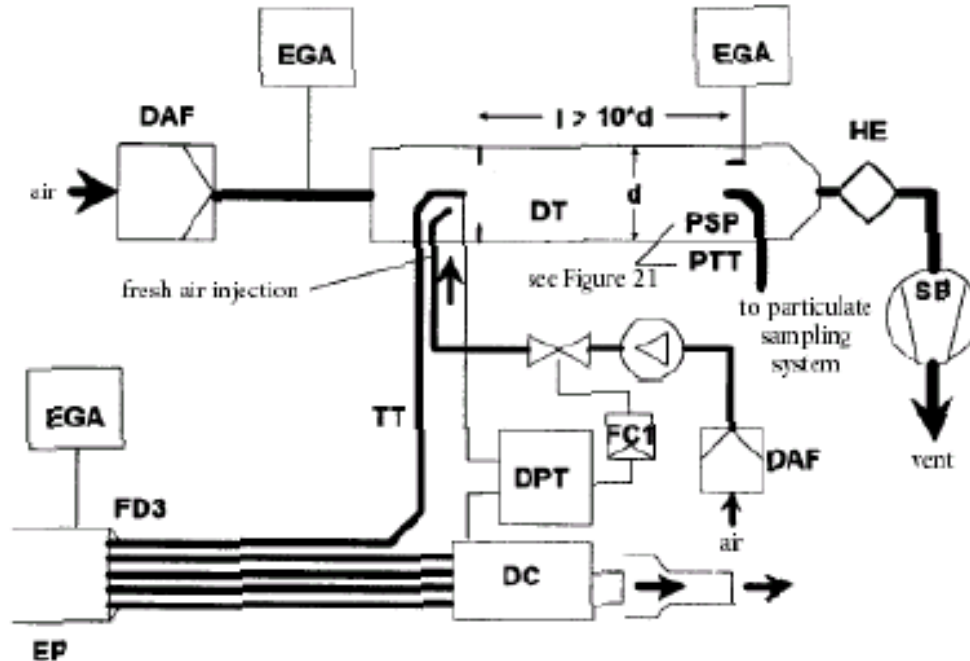 EGA
EGA
DAF
l > 10*d
HE
air
d
DT
PSP
PTT
fresh air injection
see Figure 21
SB
to particulate
sampling
system
EGA
TT
FC1
DAF
vent
DPT
FD3
air
DC
EP